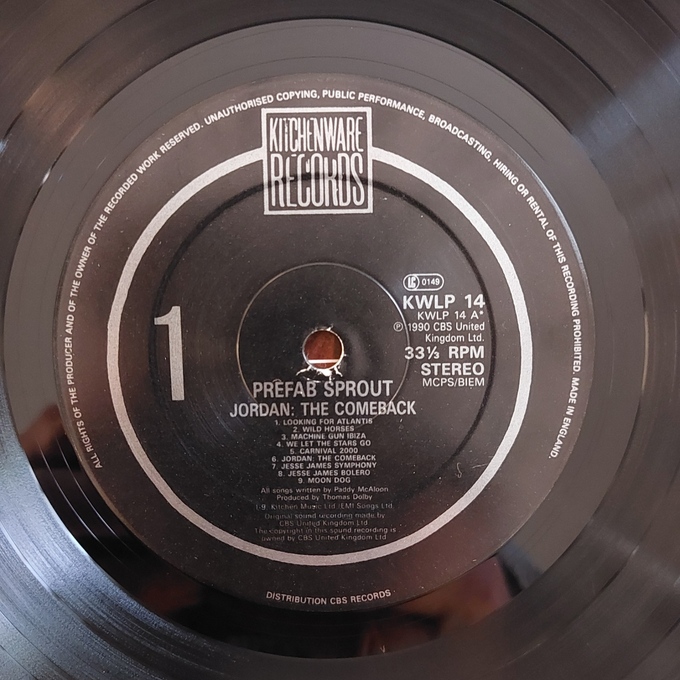 ALL RIGHTS OF THE PRODUCER AND OF THE OWNER OF THE RECORDED WORK RESERVED. UNAUTHORISED COPYING, PUBLIC PERFORMANCE, BROADCASTING, HIRING OR RENTAL OF THIS RECORDING PROHIBITED. MADE IN ENGLAND.
KITCHENWARE
RECORDS
1
LC 0149
KWLP 14
KWLP 14 A*
℗ 1990 CBS United
Kingdom Ltd.
33⅓ RPM
STEREO
MCPS/BIEM
PREFAB SPROUT
JORDAN: THE COMEBACK
1. LOOKING FOR ATLANTIS
2. WILD HORSES
3. MACHINE GUN IBIZA
4. WE LET THE STARS GO
5. CARNIVAL 2000
6. JORDAN: THE COMEBACK
7. JESSE JAMES SYMPHONY
8. JESSE JAMES BOLERO
9. MOON DOG
All songs written by Paddy McAloon
Produced by Thomas Dolby
Kitchen Music Ltd./EMI Songs Ltd.
Original sound recording made by
CBS United Kingdom Ltd
The copyright in this sound recording is
owned by CBS United Kingdom Ltd
DISTRIBUTION CBS RECORDS